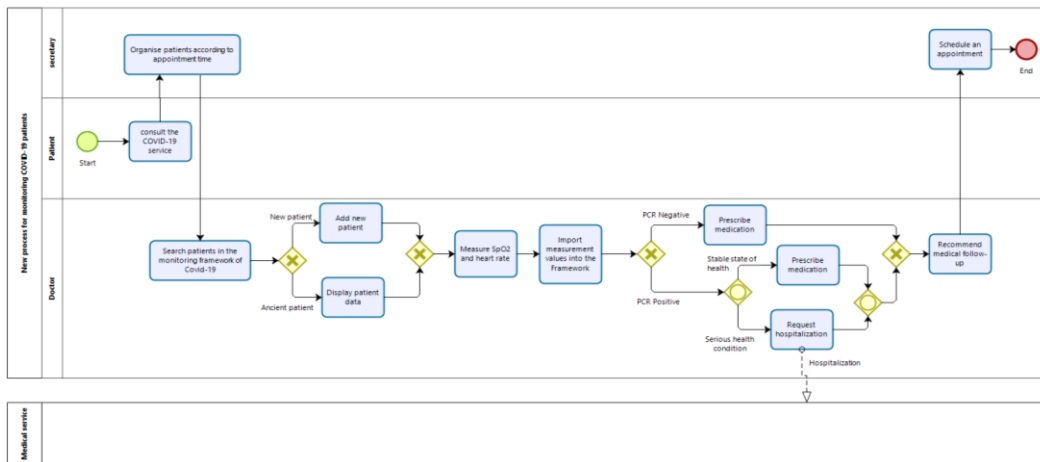 New process for monitoring COVID-19 patients
secretary
Organise patients according to
appointment time
Schedule an
appointment
End
Patient
consult the
COVID-19
service
Start
Doctor
Search patients in the
monitoring framework of
Covid-19
New patient
Add new
patient
Ancient patient
Display patient
data
Measure SpO2
and heart rate
Import
measurement
values into the
Framework
PCR Negative
Prescribe
medication
PCR Positive
Stable state of
health
Prescribe
medication
Serious health
condition
Request
hospitalization
Hospitalization
Recommend
medical follow-
up
Medical service